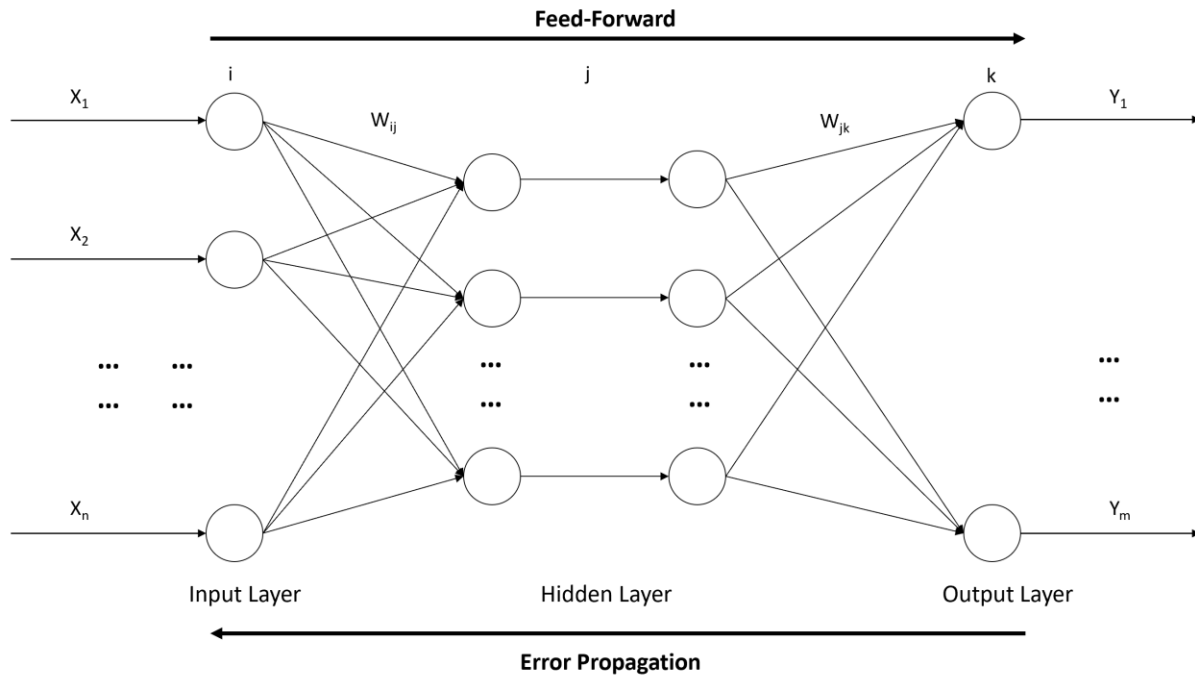 Feed-Forward
i
j
k
X₁
Wᵢⱼ
Wⱼₖ
Y₁
X₂
... ...
...
...
...
... ...
...
...
...
Xₙ
Yₘ
Input Layer
Hidden Layer
Output Layer
Error Propagation